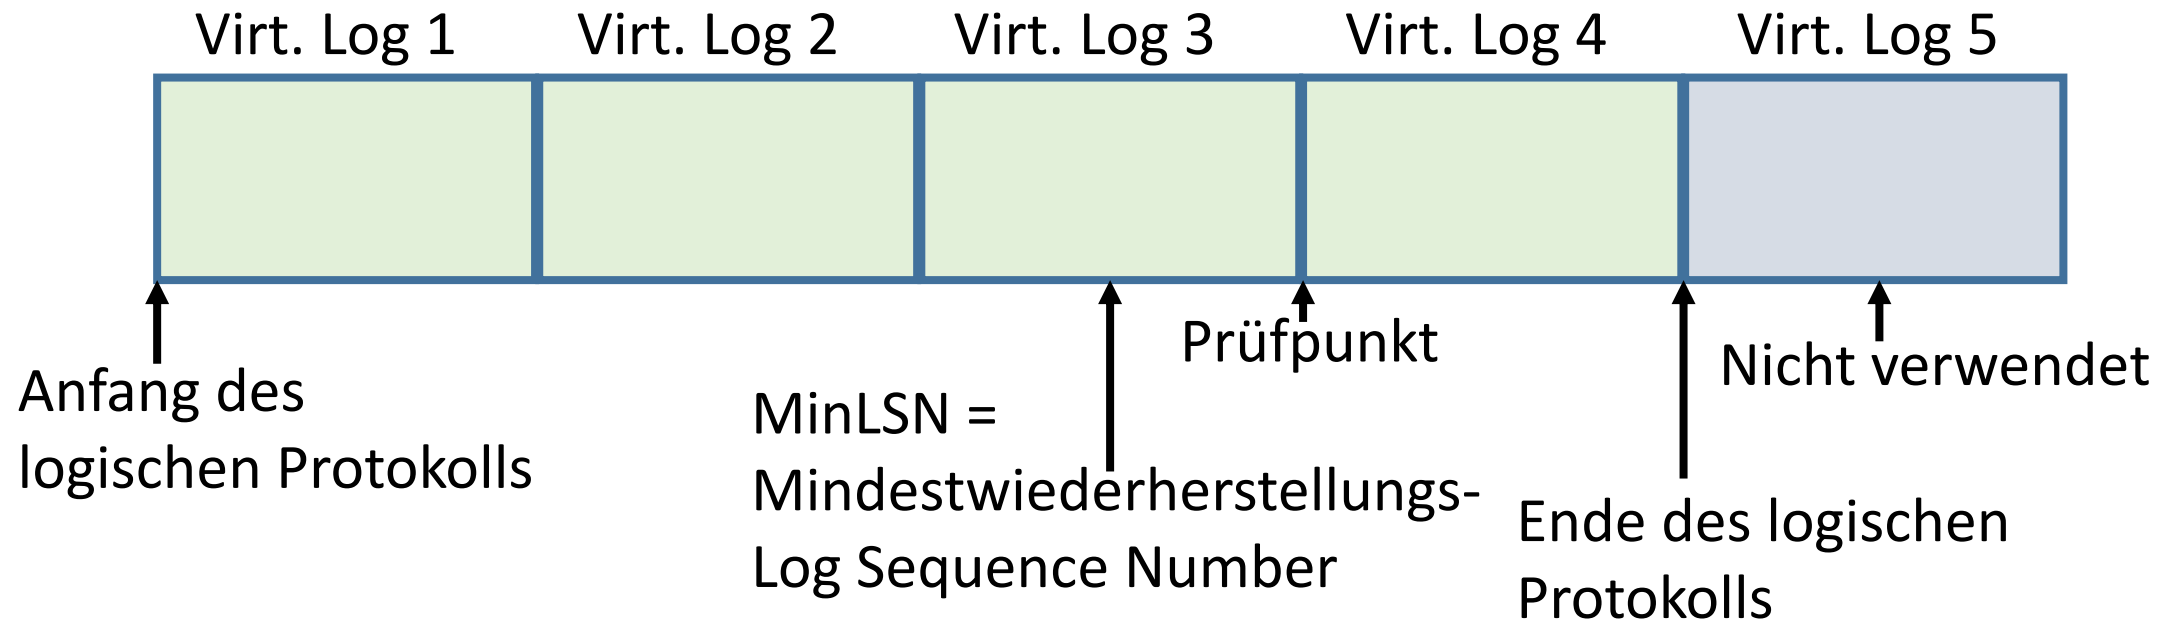 Virt. Log 1 Virt. Log 2 Virt. Log 3 Virt. Log 4 Virt. Log 5
Anfang des
logischen Protokolls
MinLSN =
Mindestwiederherstellungs-
Log Sequence Number
Prüfpunkt
Ende des logischen
Protokolls
Nicht verwendet